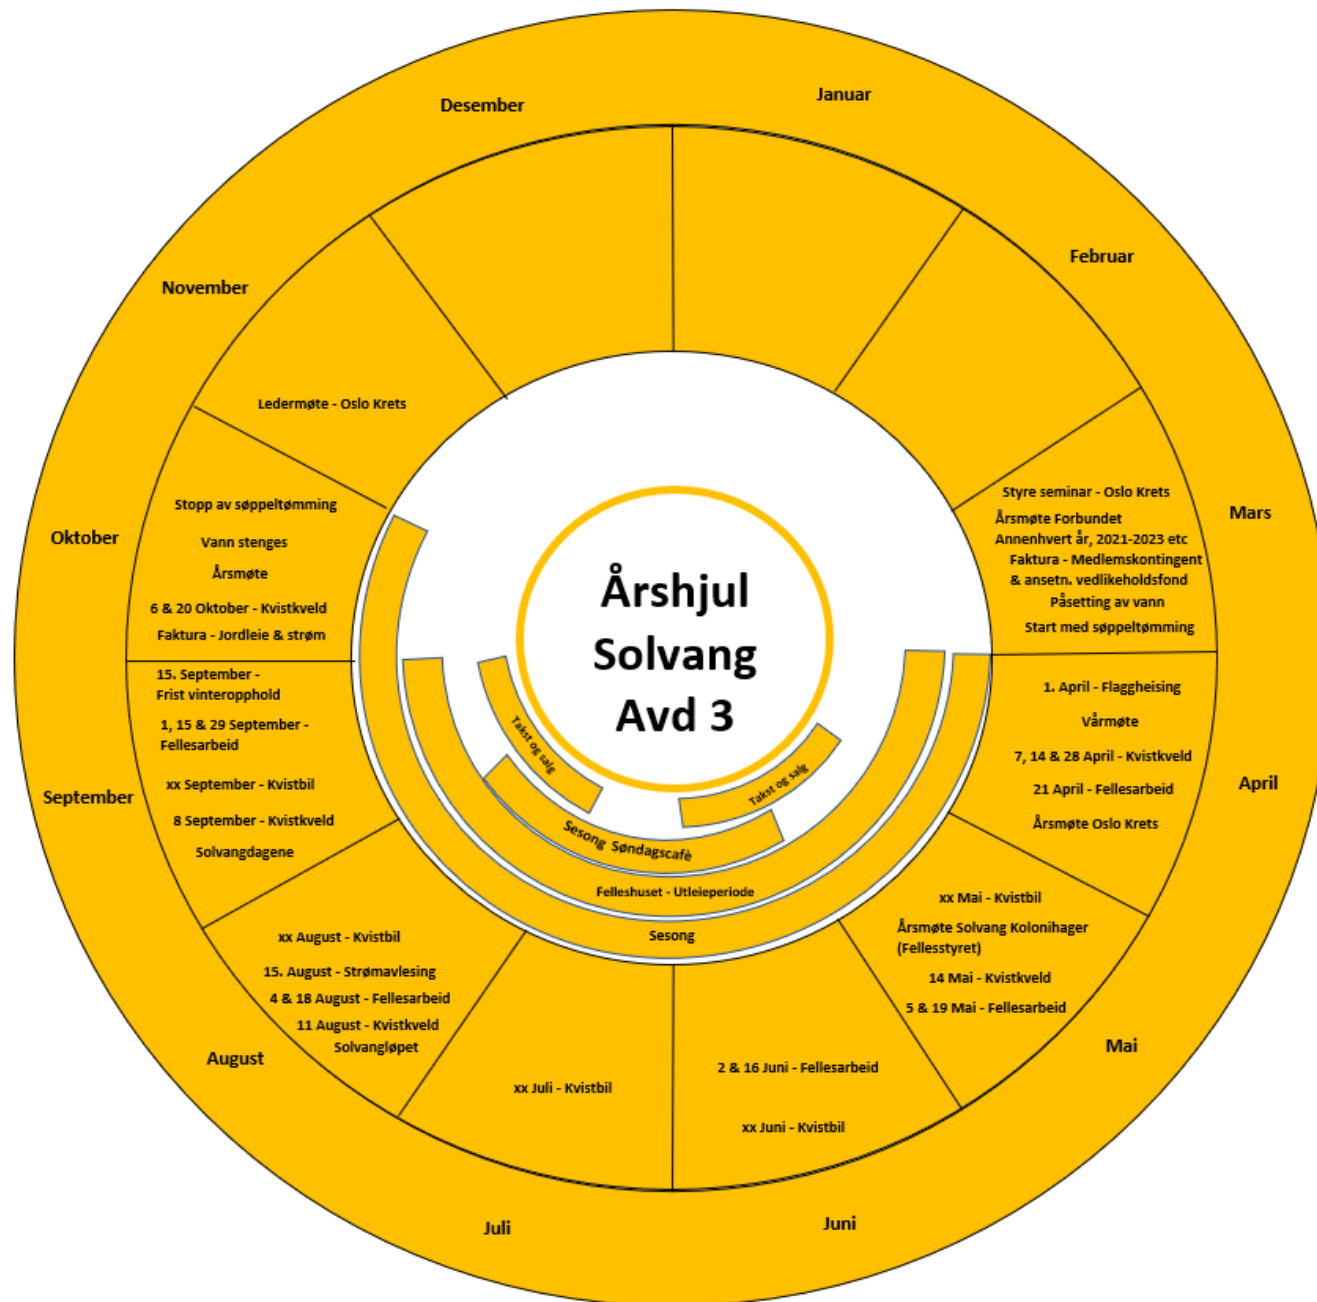 Januar
Februar
Mars
Styre seminar - Oslo Krets
Årsmøte Forbundet
Annenhvert år, 2021-2023 etc
Faktura - Medlemskontingent
& ansetn. vedlikeholdsfond
Påsetting av vann
Start med søppeltømming
April
1. April - Flaggheising
Vårmøte
7, 14 & 28 April - Kvistkveld
21 April - Fellesarbeid
Årsmøte Oslo Krets
Mai
xx Mai - Kvistbil
Årsmøte Solvang Kolonihager
(Fellesstyret)
14 Mai - Kvistkveld
5 & 19 Mai - Fellesarbeid
Juni
2 & 16 Juni - Fellesarbeid
xx Juni - Kvistbil
Juli
xx Juli - Kvistbil
August
xx August - Kvistbil
15. August - Strømavlesing
4 & 18 August - Fellesarbeid
11 August - Kvistkveld
Solvangløpet
September
15. September -
Frist vinteropphold
1, 15 & 29 September -
Fellesarbeid
xx September - Kvistbil
8 September - Kvistkveld
Solvangdagene
Oktober
Stopp av søppeltømming
Vann stenges
Årsmøte
6 & 20 Oktober - Kvistkveld
Faktura - Jordleie & strøm
November
Ledermøte - Oslo Krets
Desember
Årshjul
Solvang
Avd 3
Takst og salg
Takst og salg
Sesong Søndagscafè
Felleshuset - Utleieperiode
Sesong